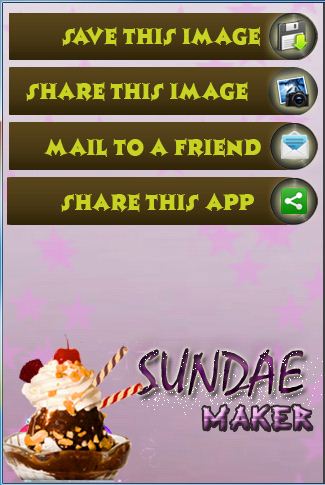 SAVE THIS IMAGE
SHARE THIS IMAGE
MAIL TO A FRIEND
SHARE THIS APP
SUNDAE
MAKER